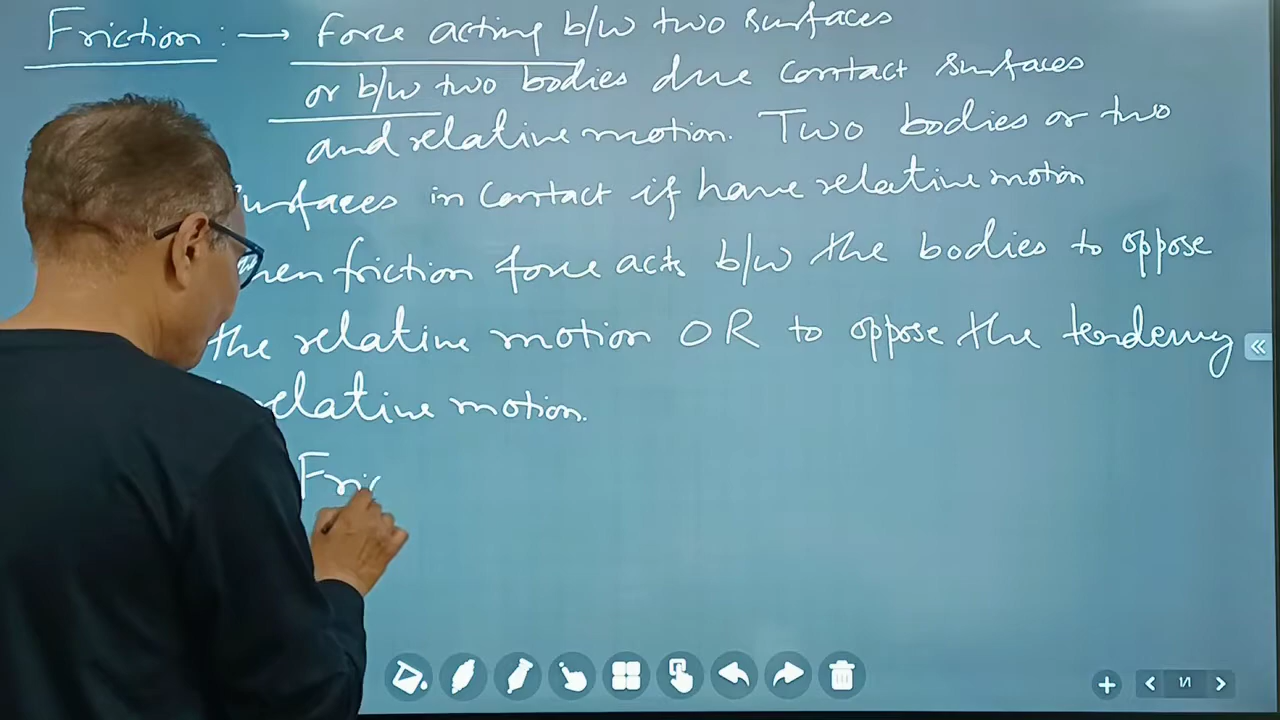 Friction :→ Force acting b/w two surfaces
or b/w two bodies due contact surfaces
and relative motion. Two bodies or two
surfaces in contact if have relative motion
friction force acts b/w the bodies to oppose
the relative motion OR to oppose the tendency
relative motion.
Fric